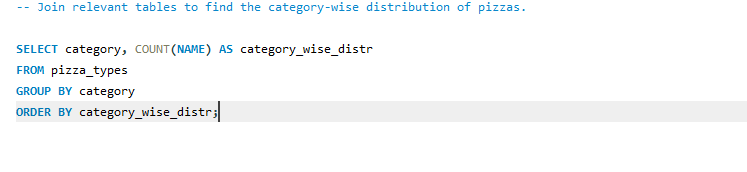 -- Join relevant tables to find the category-wise distribution of pizzas.
SELECT category, COUNT(NAME) AS category_wise_distr
FROM pizza_types
GROUP BY category
ORDER BY category_wise_distr;